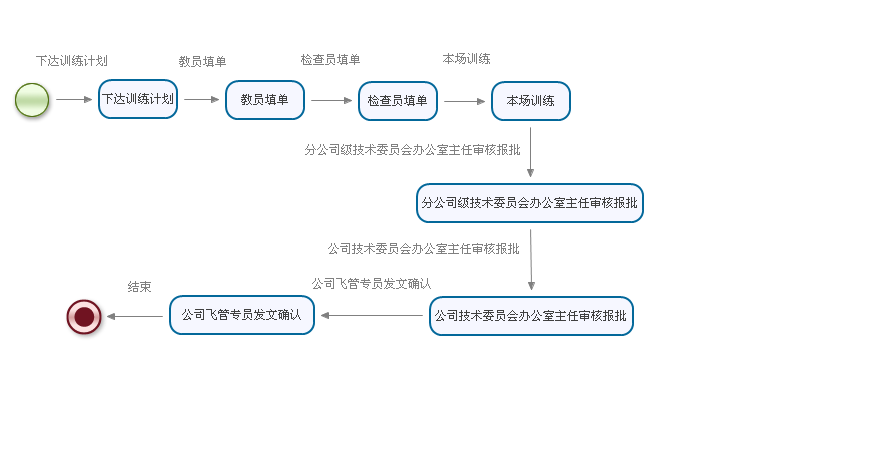 下达训练计划
教员填单
检查员填单
本场训练
下达训练计划
教员填单
检查员填单
本场训练
分公司级技术委员会办公室主任审核报批
分公司级技术委员会办公室主任审核报批
公司技术委员会办公室主任审核报批
公司飞管专员发文确认
结束
公司飞管专员发文确认
公司技术委员会办公室主任审核报批